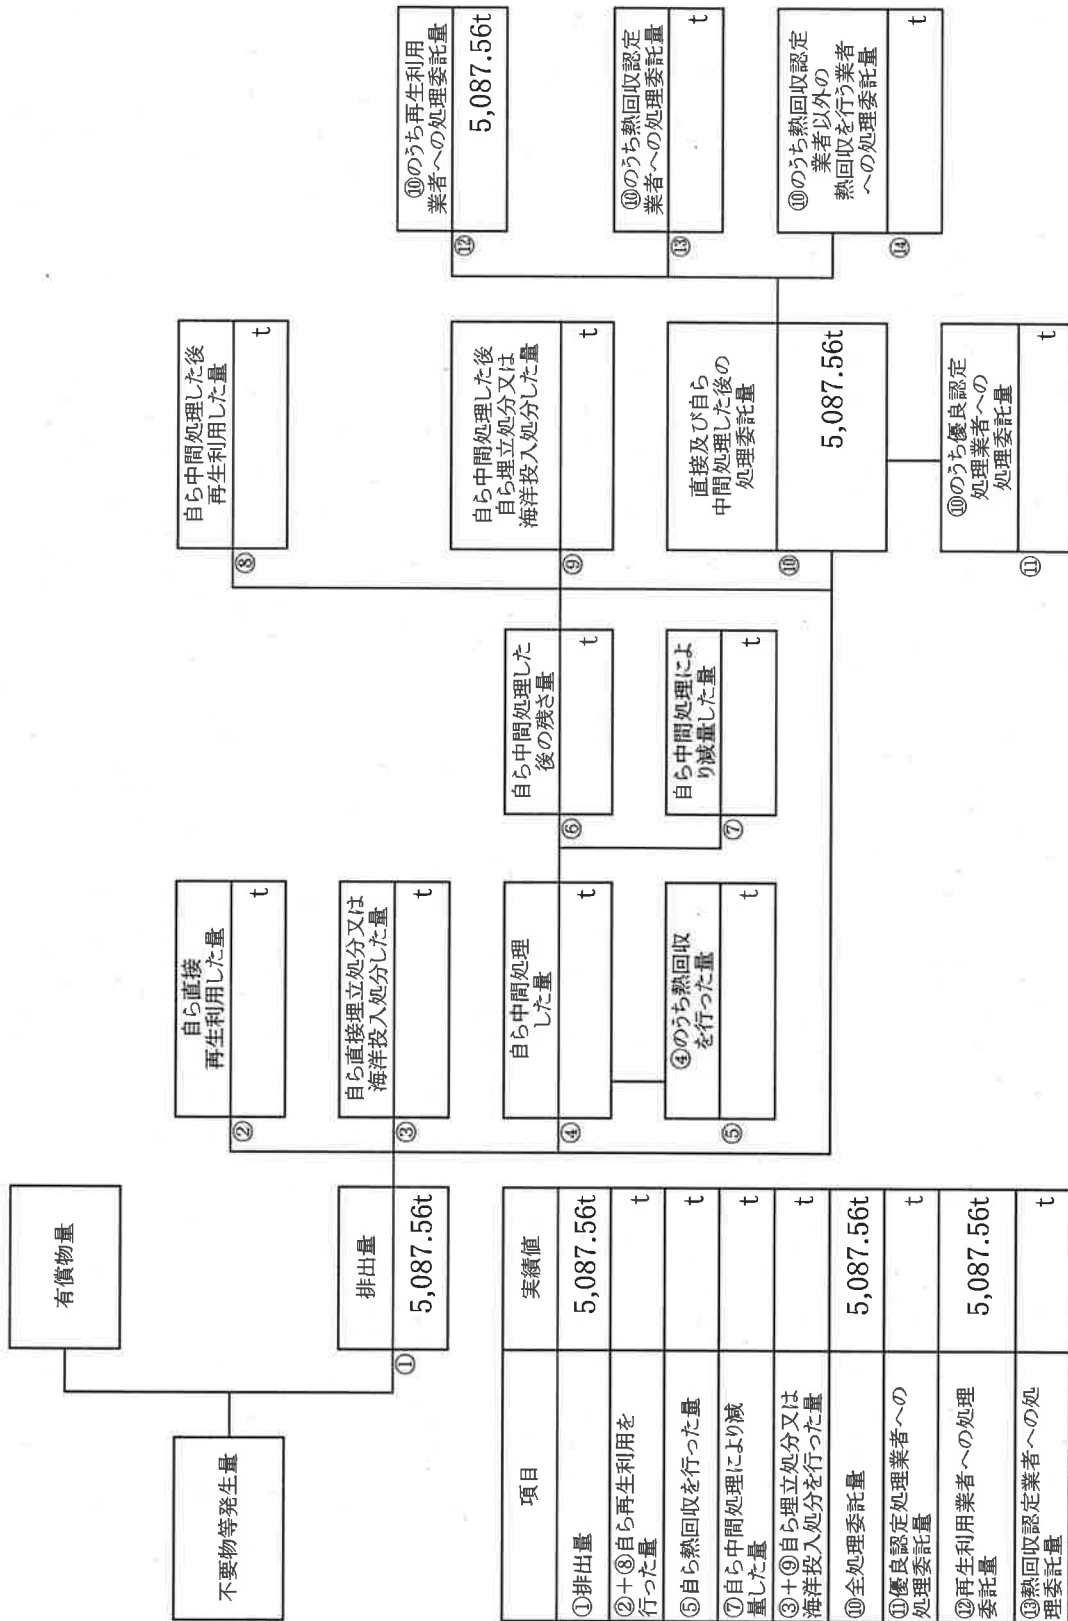 不要物等発生量
有償物量
排出量
① 5,087.56t
自ら直接
再生利用した量
② t
自ら直接埋立処分又は
海洋投入処分した量
③ t
自ら中間処理
した量
④ t
④のうち熱回収
を行った量
⑤ t
自ら中間処理した
後の残さ量
⑥ t
自ら中間処理によ
り減量した量
⑦ t
自ら中間処理した後
再生利用した量
⑧ t
自ら中間処理した後
自ら埋立処分又は
海洋投入処分した量
⑨ t
直接及び自ら
中間処理した後の
処理委託量
⑩ 5,087.56t
⑩のうち優良認定
処理業者への
処理委託量
⑪ t
⑩のうち再生利用
業者への処理委託量
⑫ 5,087.56t
⑩のうち熱回収認定
業者への処理委託量
⑬ t
⑩のうち熱回収認定
業者以外の
熱回収を行う業者
への処理委託量
⑭ t
項目 実績値
①排出量 5,087.56t
②+⑧自ら再生利用を
行った量 t
⑤自ら熱回収を行った量 t
⑦自ら中間処理により減
量した量 t
③+⑨自ら埋立処分又は
海洋投入処分を行った量 t
⑩全処理委託量 5,087.56t
⑪優良認定処理業者への
処理委託量 t
⑫再生利用業者への処理
委託量 5,087.56t
⑬熱回収認定業者への処
理委託量 t